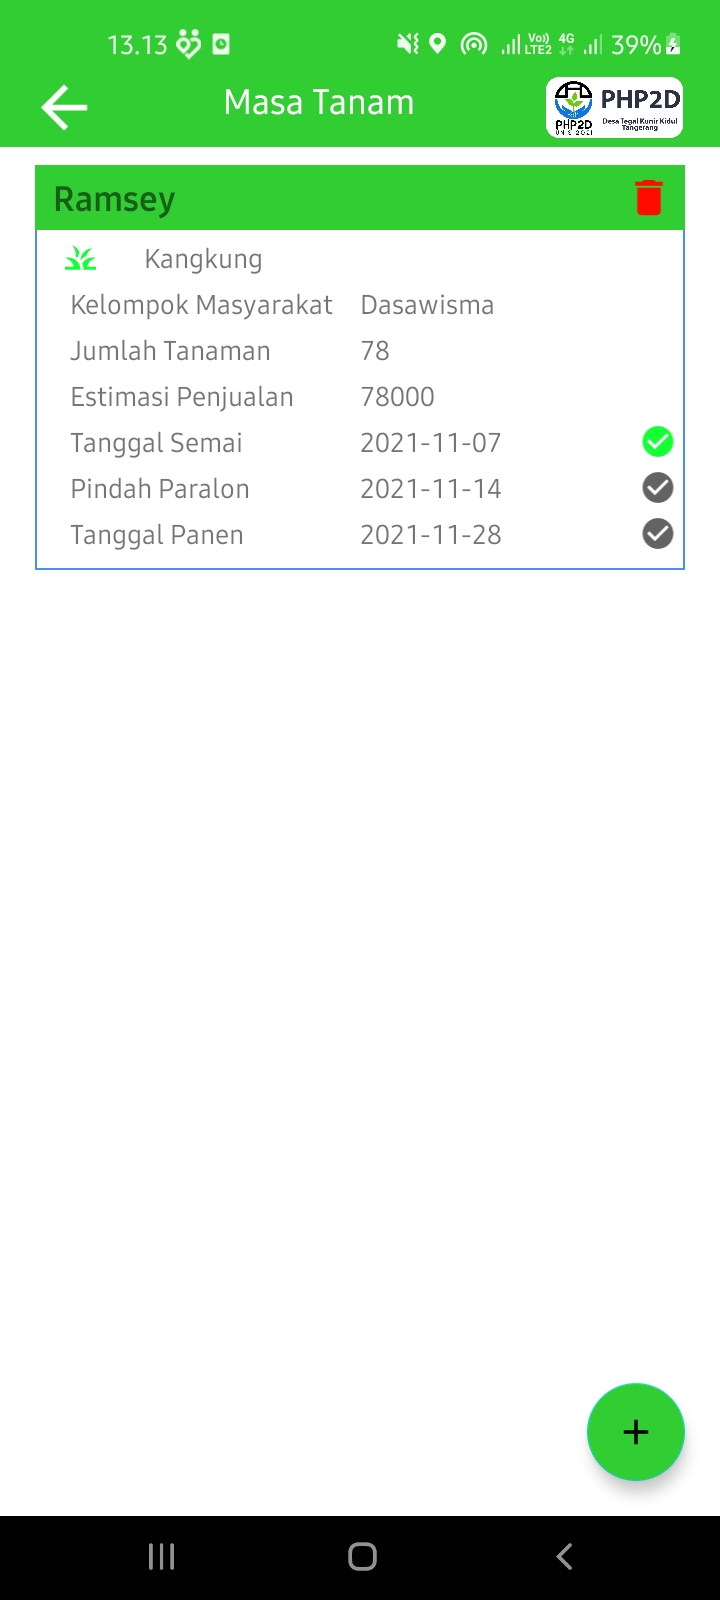 13.13 Vo)) LTE2 4G 39%
Masa Tanam
PHP2D
Desa Tegal Kunir Kidul
Tangerang
PHP2D
UNIS 2021
Ramsey
Kangkung
Kelompok Masyarakat Dasawisma
Jumlah Tanaman 78
Estimasi Penjualan 78000
Tanggal Semai 2021-11-07
Pindah Paralon 2021-11-14
Tanggal Panen 2021-11-28